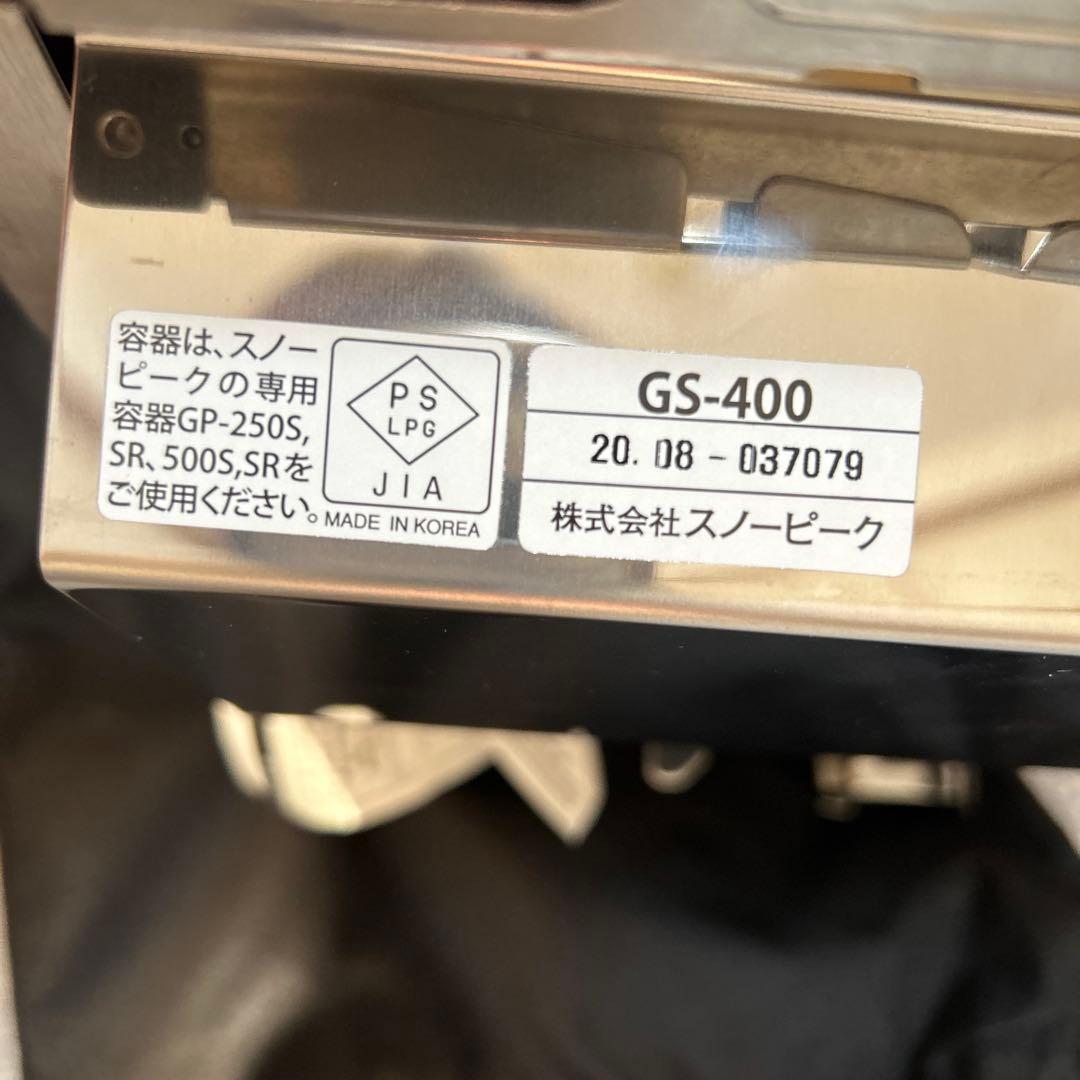 容器は、スノー
ピークの専用
容器GP-250S,
SR、500S,SRを
ご使用ください。
PS
LPG
JIA
MADE IN KOREA
GS-400
20.08-037079
株式会社スノーピーク